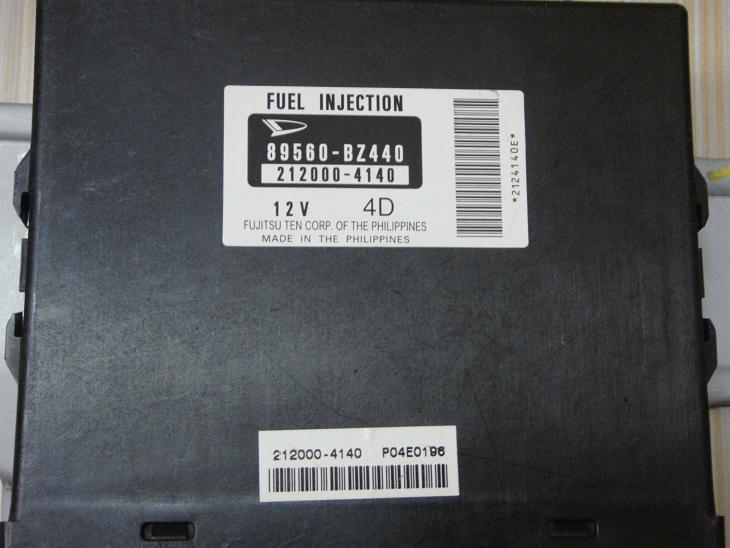 FUEL INJECTION
89560-BZ440
212000-4140
12V 4D
FUJITSU TEN CORP. OF THE PHILIPPINES
MADE IN THE PHILIPPINES
*2124140E*
212000-4140 P04E0196